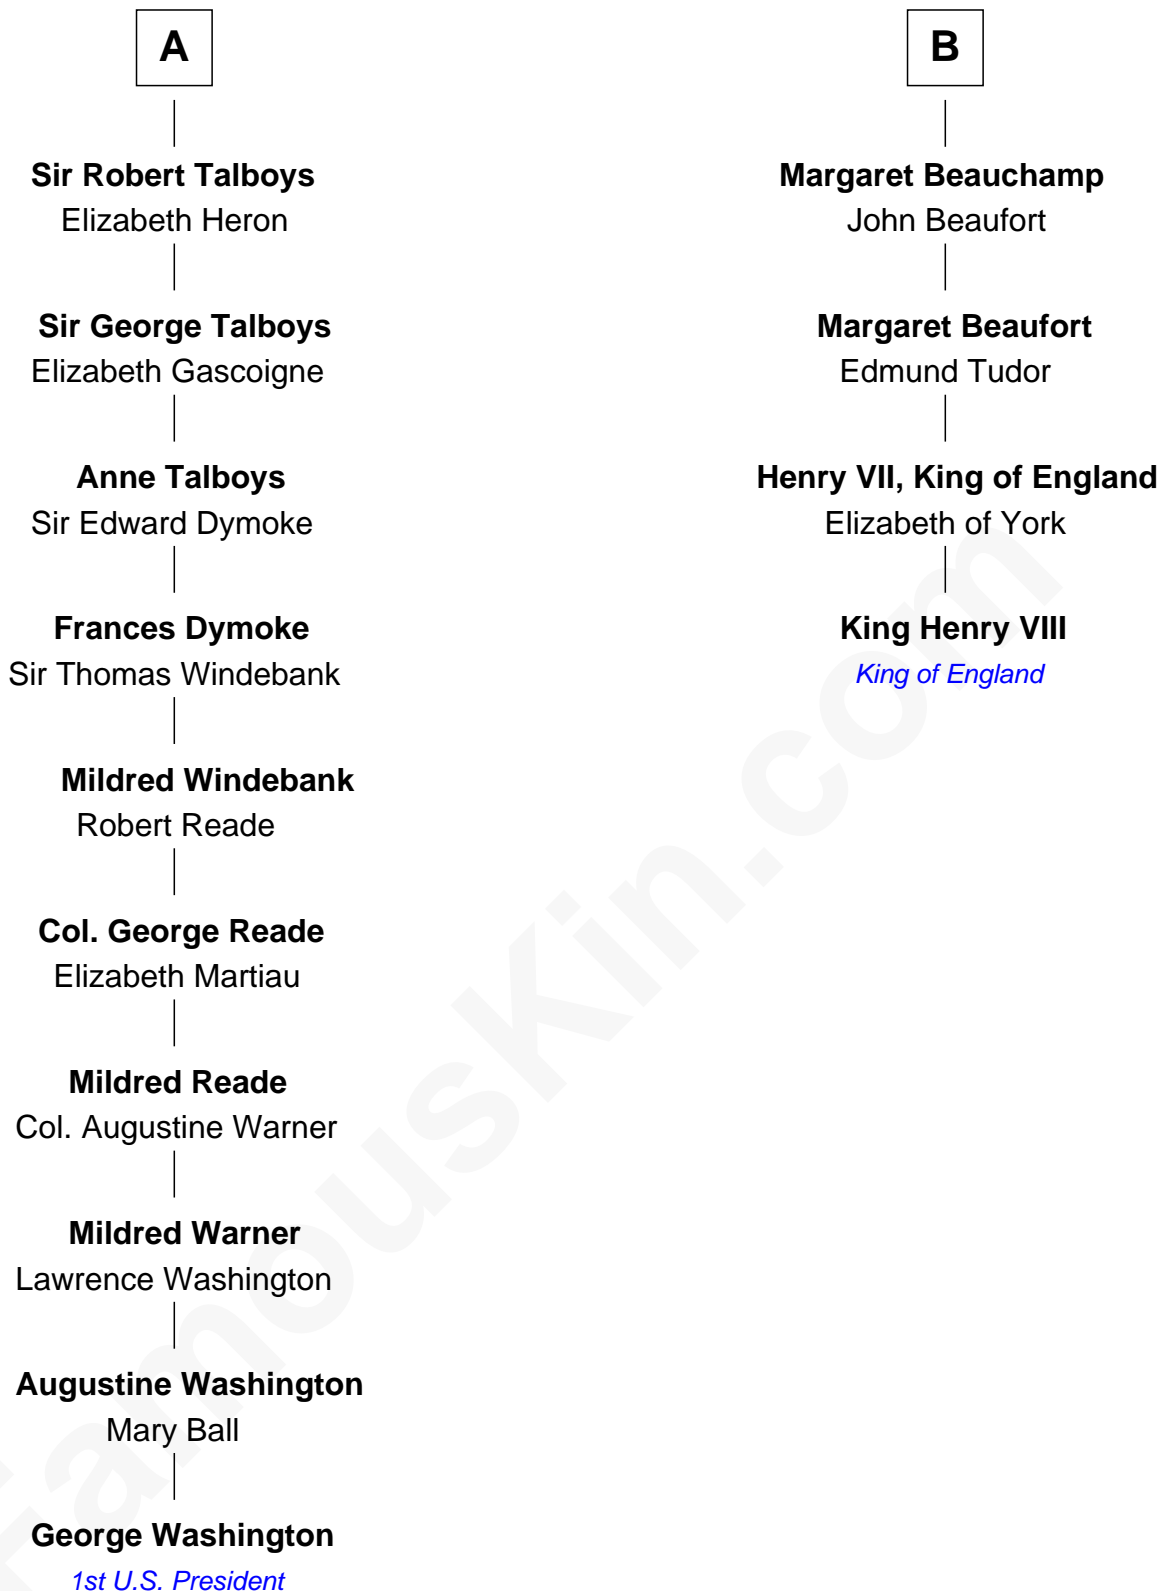 A
Sir Robert Talboys
Elizabeth Heron
Sir George Talboys
Elizabeth Gascoigne
Anne Talboys
Sir Edward Dymoke
Frances Dymoke
Sir Thomas Windebank
Mildred Windebank
Robert Reade
Col. George Reade
Elizabeth Martiau
Mildred Reade
Col. Augustine Warner
Mildred Warner
Lawrence Washington
Augustine Washington
Mary Ball
George Washington
1st U.S. President
B
Margaret Beauchamp
John Beaufort
Margaret Beaufort
Edmund Tudor
Henry VII, King of England
Elizabeth of York
King Henry VIII
King of England
FamousKin.com